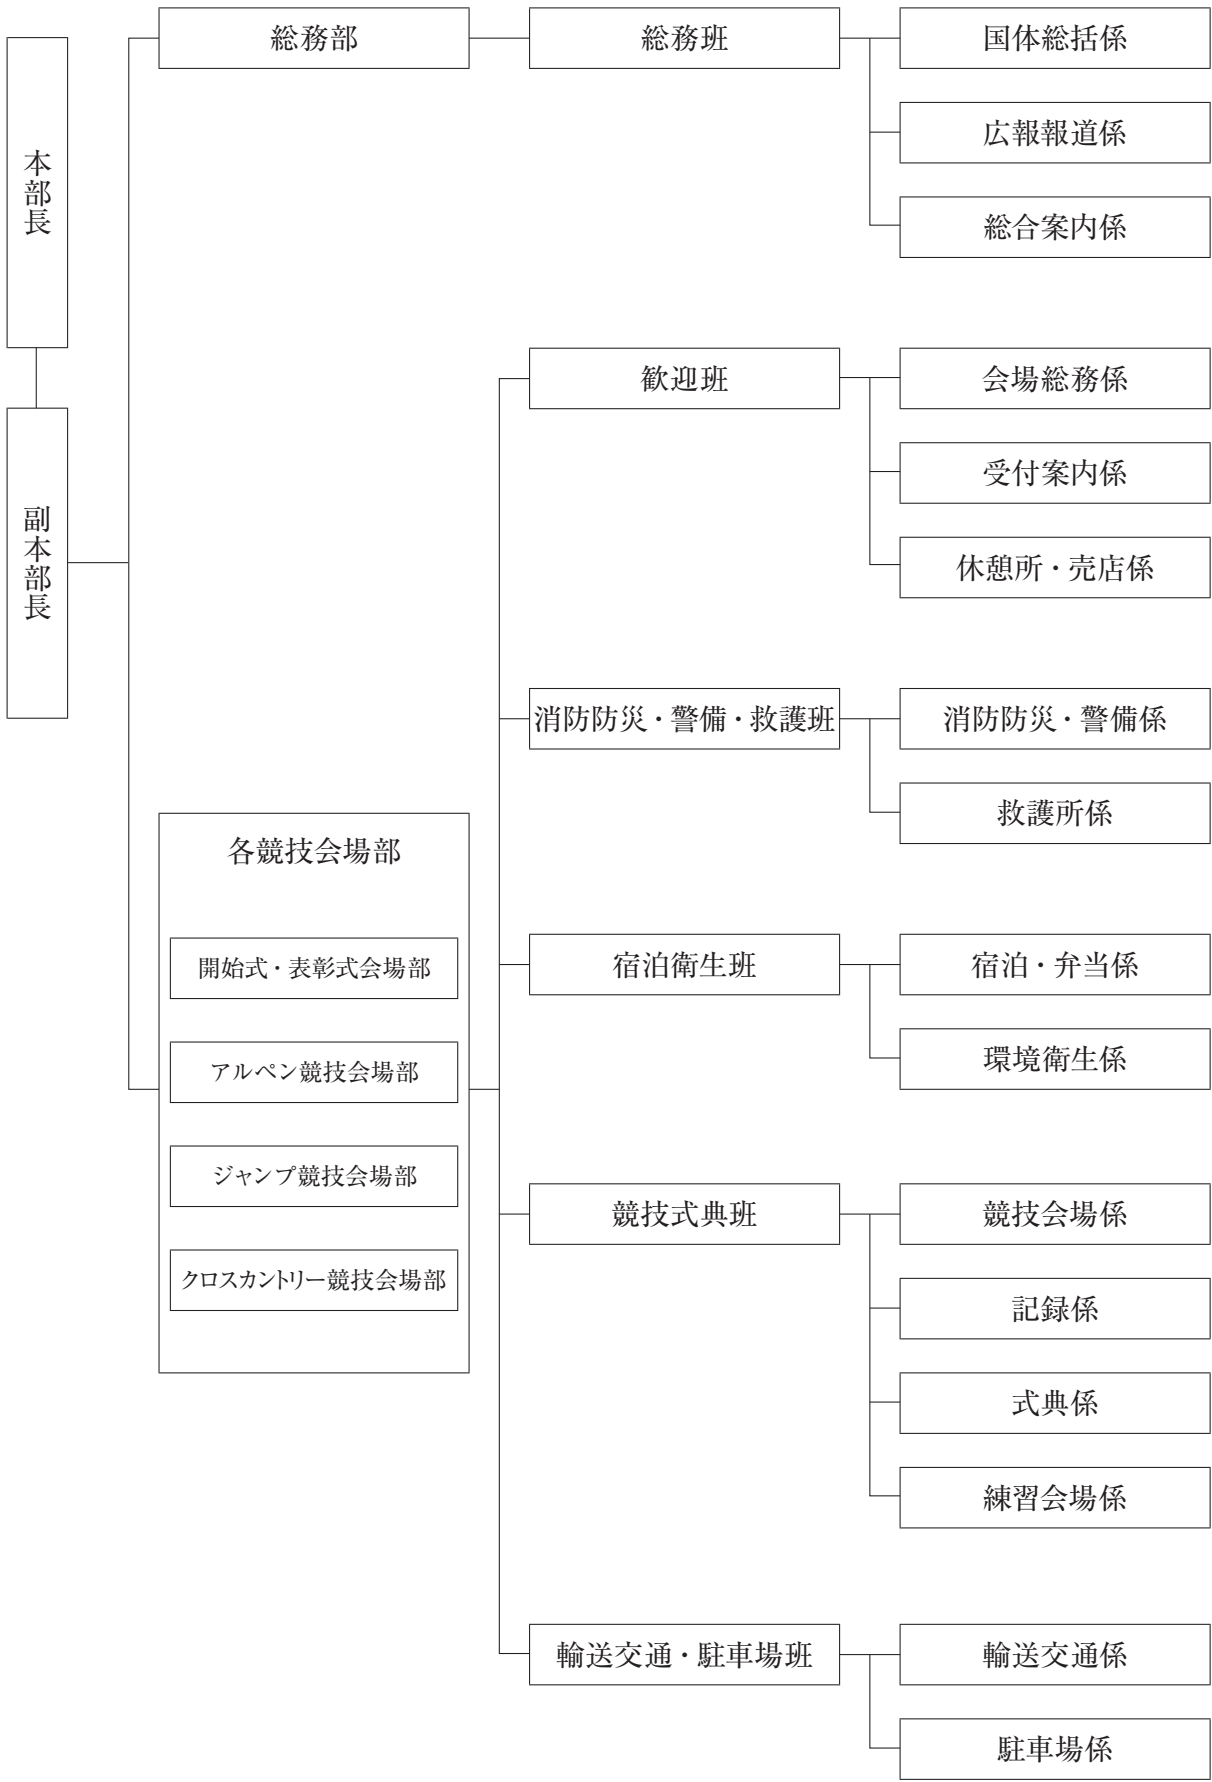 本部長
副本部長
総務部
総務班
国体総括係
広報報道係
総合案内係
各競技会場部
開始式・表彰式会場部
アルペン競技会場部
ジャンプ競技会場部
クロスカントリー競技会場部
歓迎班
会場総務係
受付案内係
休憩所・売店係
消防防災・警備・救護班
消防防災・警備係
救護所係
宿泊衛生班
宿泊・弁当係
環境衛生係
競技式典班
競技会場係
記録係
式典係
練習会場係
輸送交通・駐車場班
輸送交通係
駐車場係